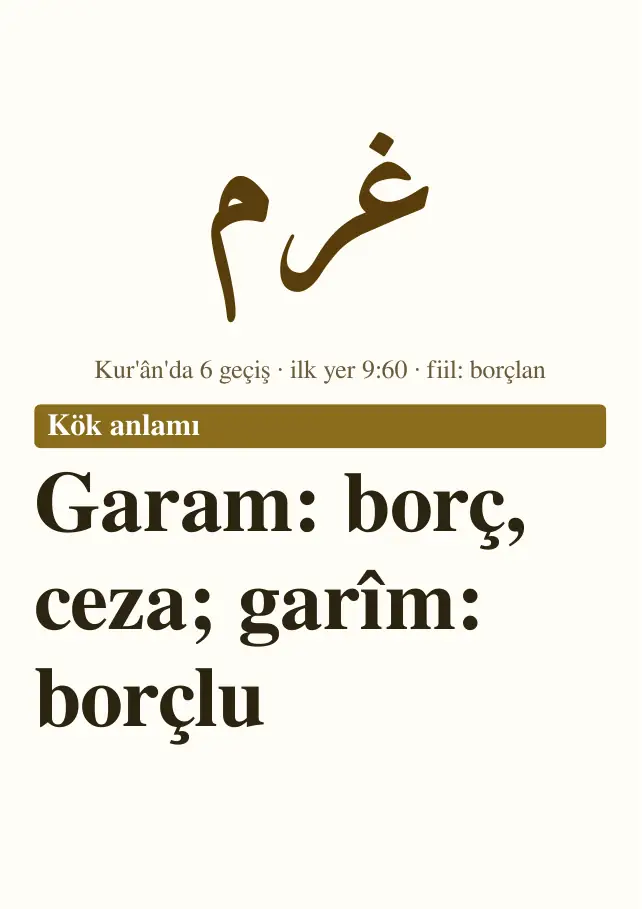 غرم
Kur'ân'da 6 geçiş · ilk yer 9:60 · fiil: borçlan
Kök anlamı
Garam: borç,
ceza; garîm:
borçlu